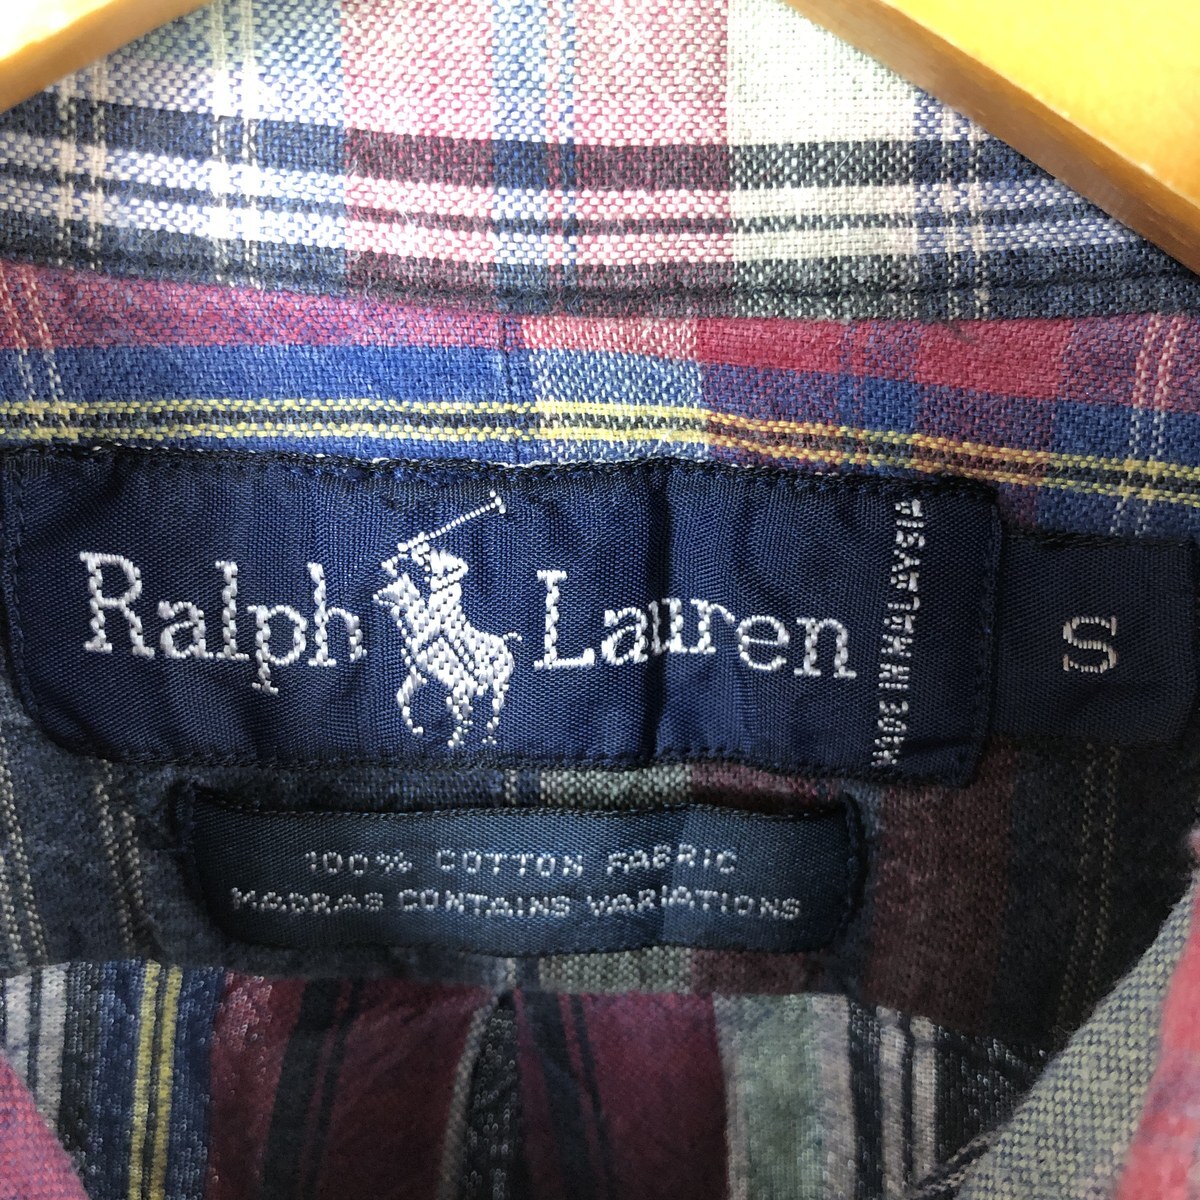 Ralph Lauren
MADE IN MALAYSIA
S
100% COTTON FABRIC
MADRAS CONTAINS VARIATIONS